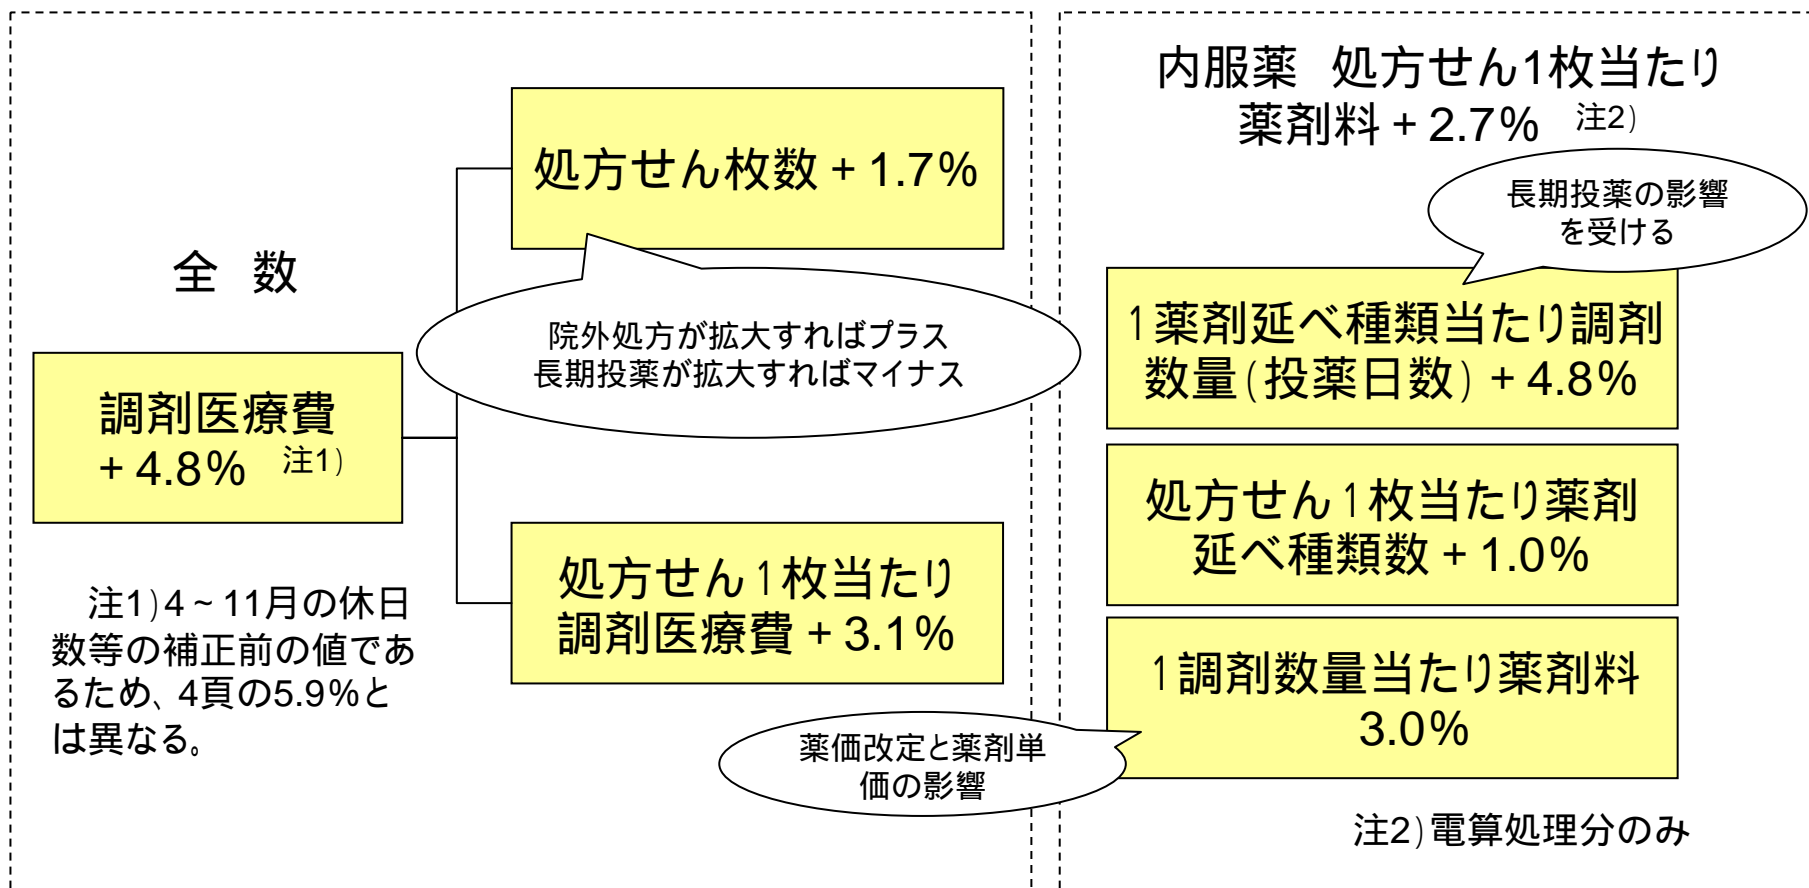 全 数
調剤医療費
+4.8% 注1)
注1)4~11月の休日
数等の補正前の値であ
るため、4頁の5.9%と
は異なる。
処方せん枚数+1.7%
院外処方が拡大すればプラス
長期投薬が拡大すればマイナス
処方せん1枚当たり
調剤医療費+3.1%
内服薬 処方せん1枚当たり
薬剤料+2.7% 注2)
長期投薬の影響
を受ける
1薬剤延べ種類当たり調剤
数量(投薬日数)+4.8%
処方せん1枚当たり薬剤
延べ種類数+1.0%
1調剤数量当たり薬剤料
3.0%
薬価改定と薬剤単
価の影響
注2)電算処理分のみ